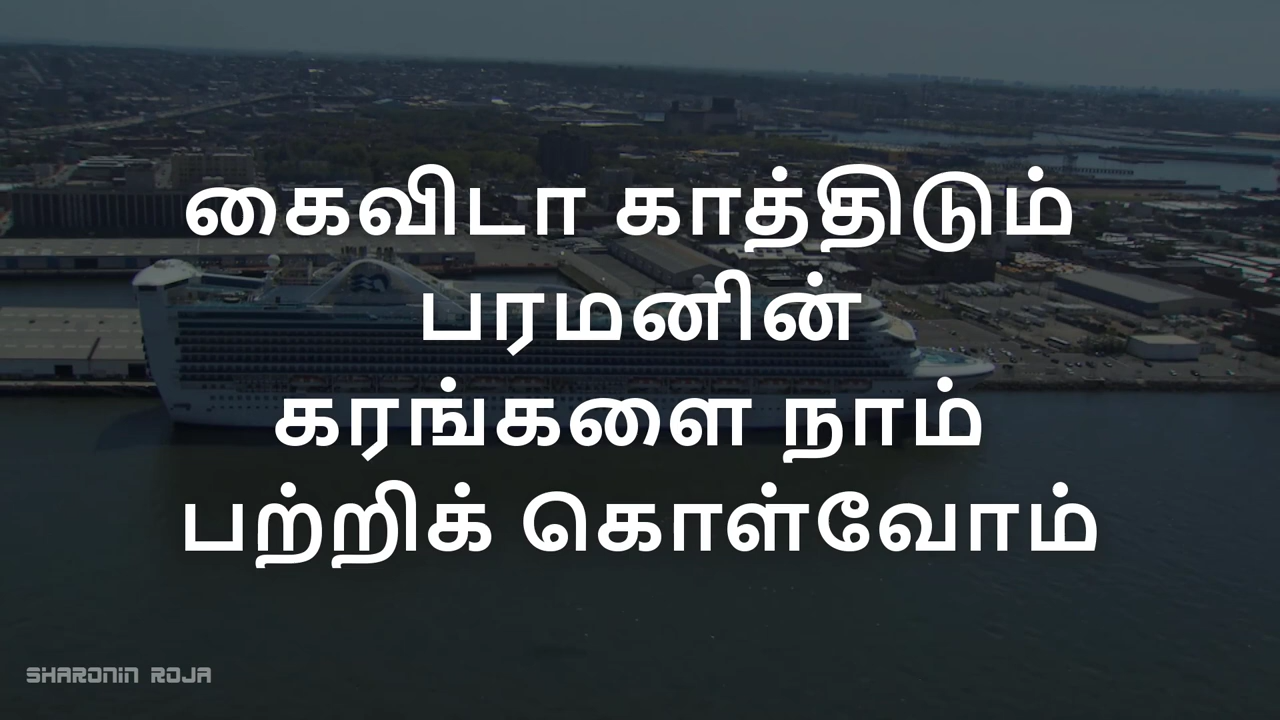 கைவிடா காத்திடும்
பரமனின்
கரங்களை நாம்
பற்றிக் கொள்வோம்
SHARONIN ROJA